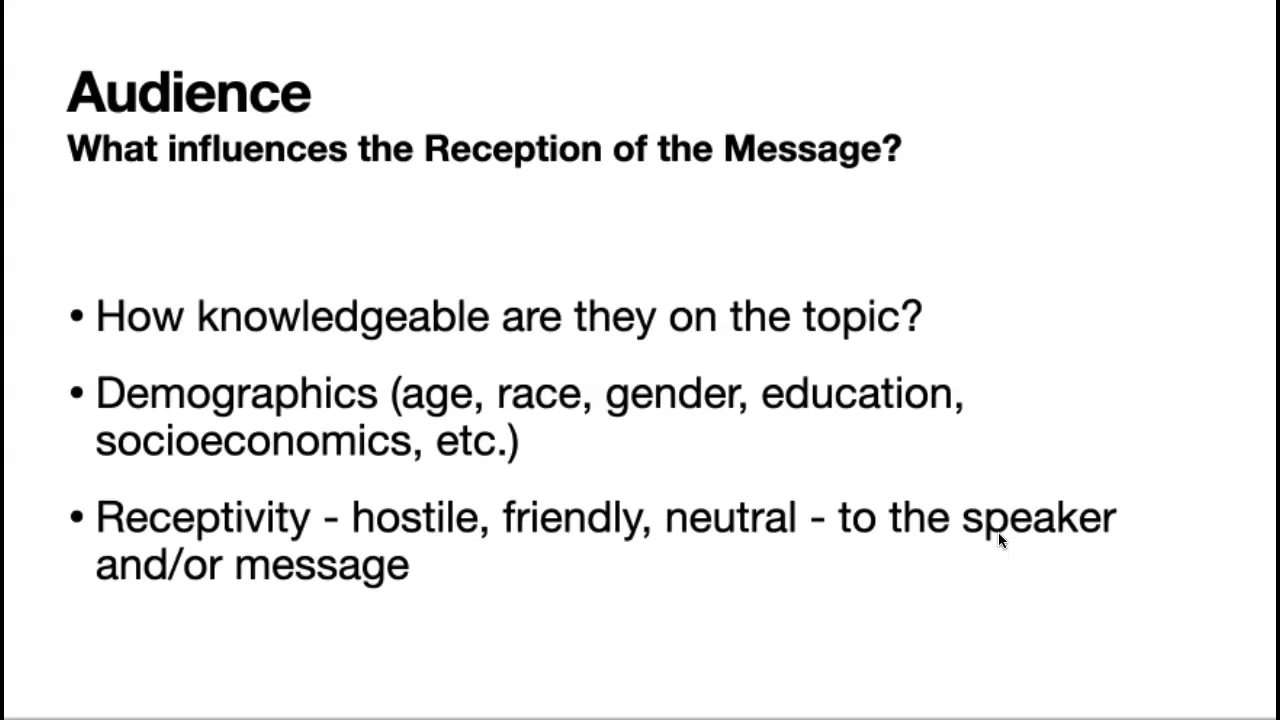 Audience
What influences the Reception of the Message?
• How knowledgeable are they on the topic?
• Demographics (age, race, gender, education,
socioeconomics, etc.)
• Receptivity - hostile, friendly, neutral - to the speaker
and/or message